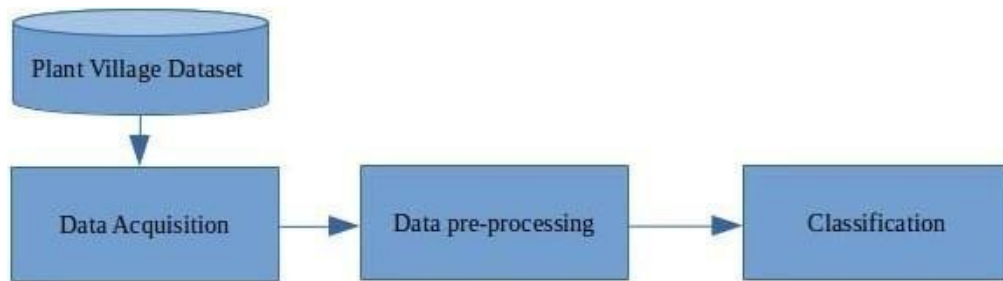 Plant Village Dataset
Data Acquisition
Data pre-processing
Classification